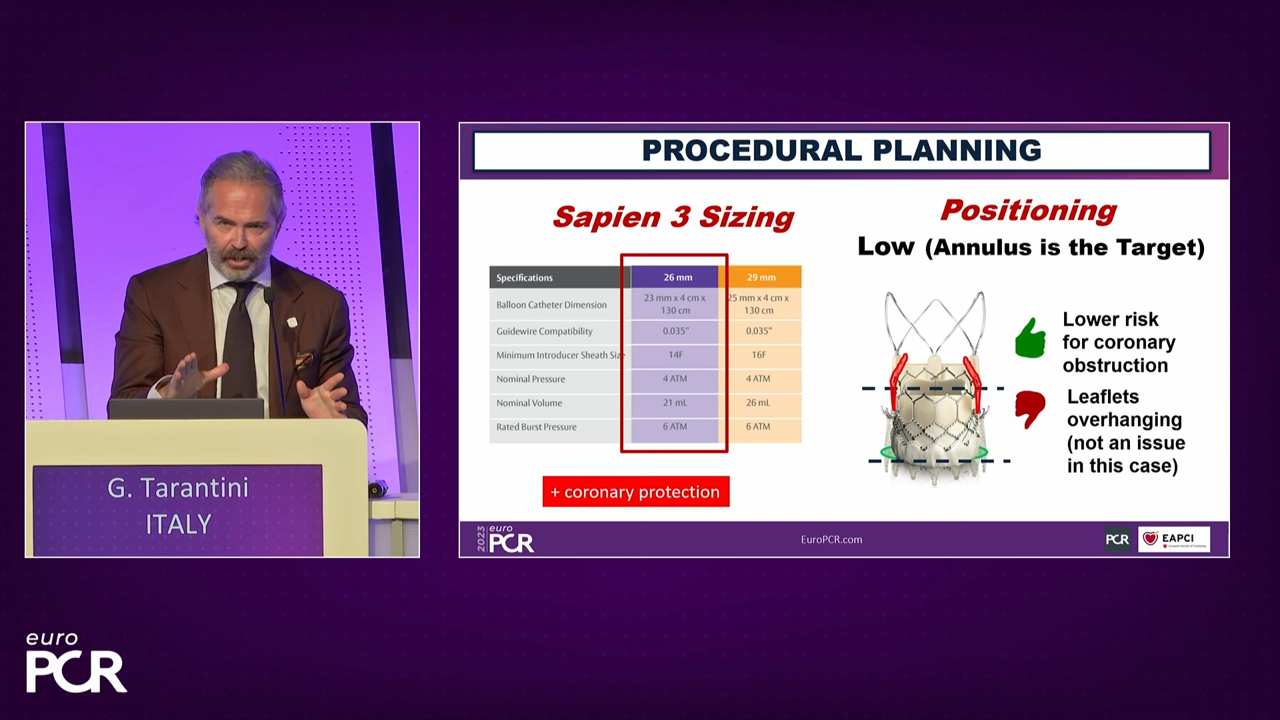 G. Tarantini
ITALY
euro
PCR
PROCEDURAL PLANNING
Sapien 3 Sizing
Specifications 26 mm 29 mm
Balloon Catheter Dimension 23 mm x 4 cm x 130 cm 25 mm x 4 cm x 130 cm
Guidewire Compatibility 0.035" 0.035"
Minimum Introducer Sheath Size 14F 16F
Nominal Pressure 4 ATM 4 ATM
Nominal Volume 21 mL 26 mL
Rated Burst Pressure 6 ATM 6 ATM
+ coronary protection
Positioning
Low (Annulus is the Target)
Lower risk
for coronary
obstruction
Leaflets
overhanging
(not an issue
in this case)
2023
euro
PCR
EuroPCR.com
PCR
EAPCI